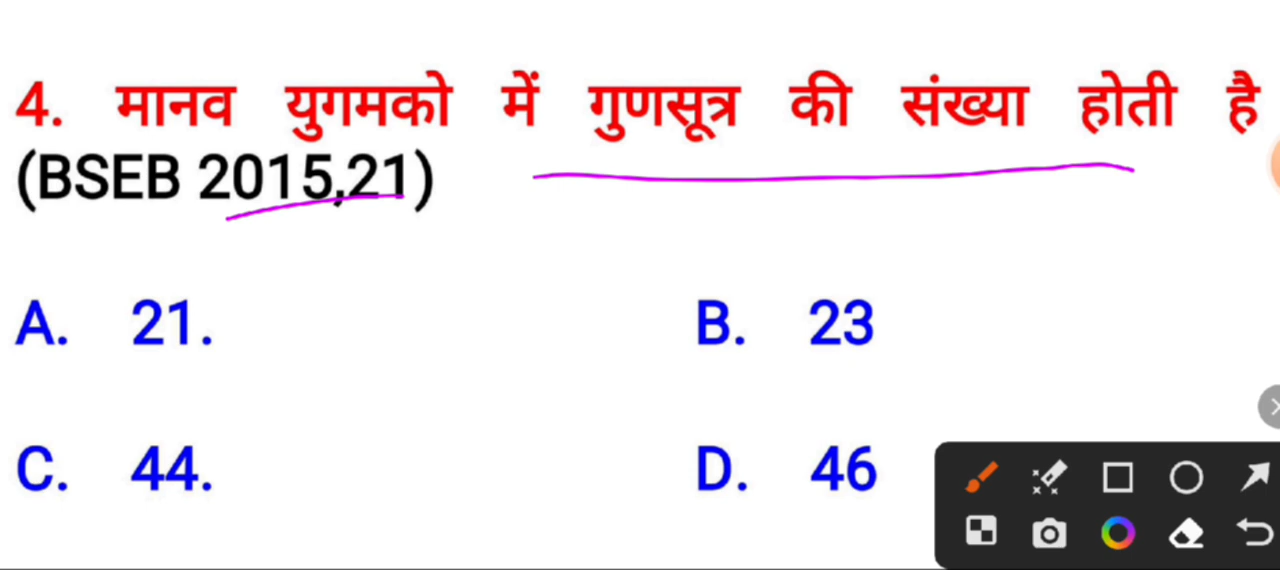 4. मानव युगमको में गुणसूत्र की संख्या होती है
(BSEB 2015,21)
A. 21.
B. 23
C. 44.
D. 46